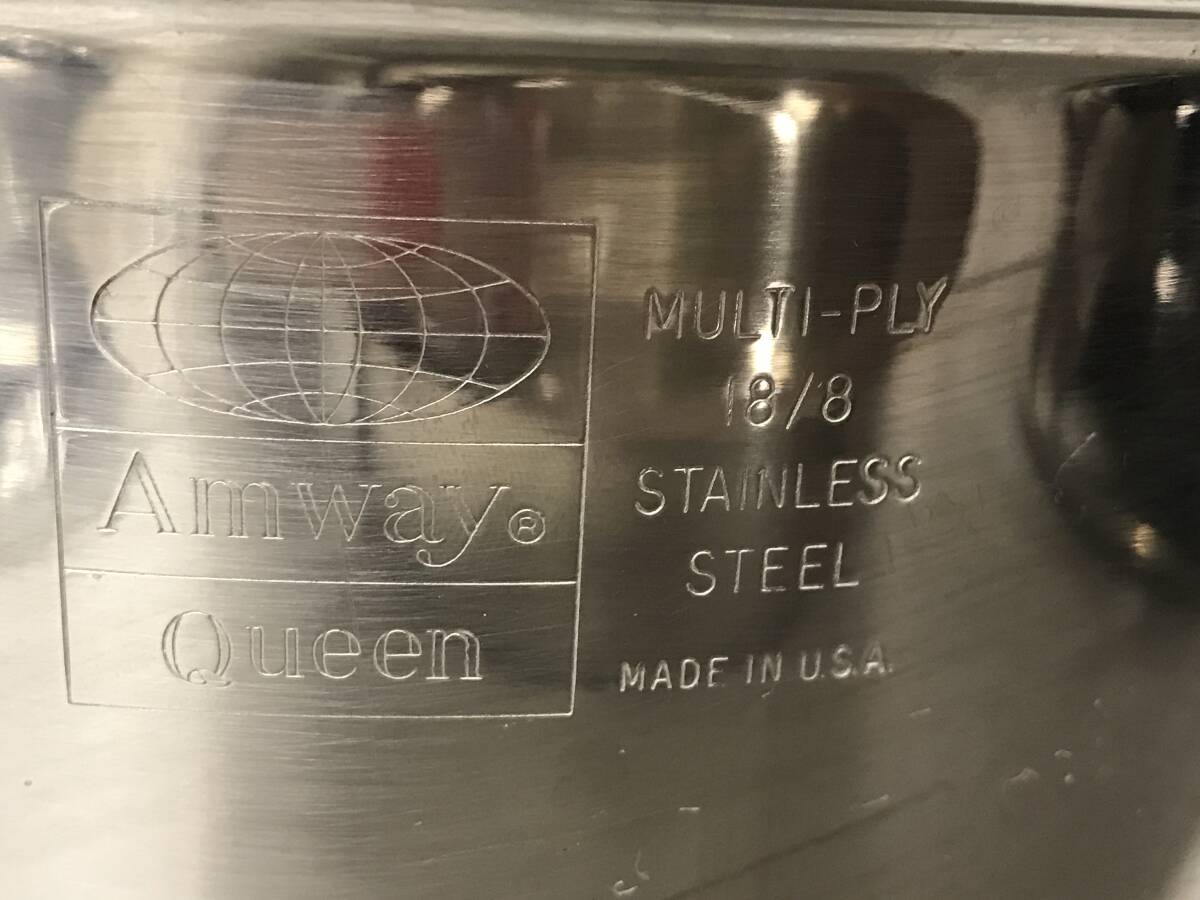 Amway®
Queen
MULTI-PLY
18/8
STAINLESS
STEEL
MADE IN U.S.A.